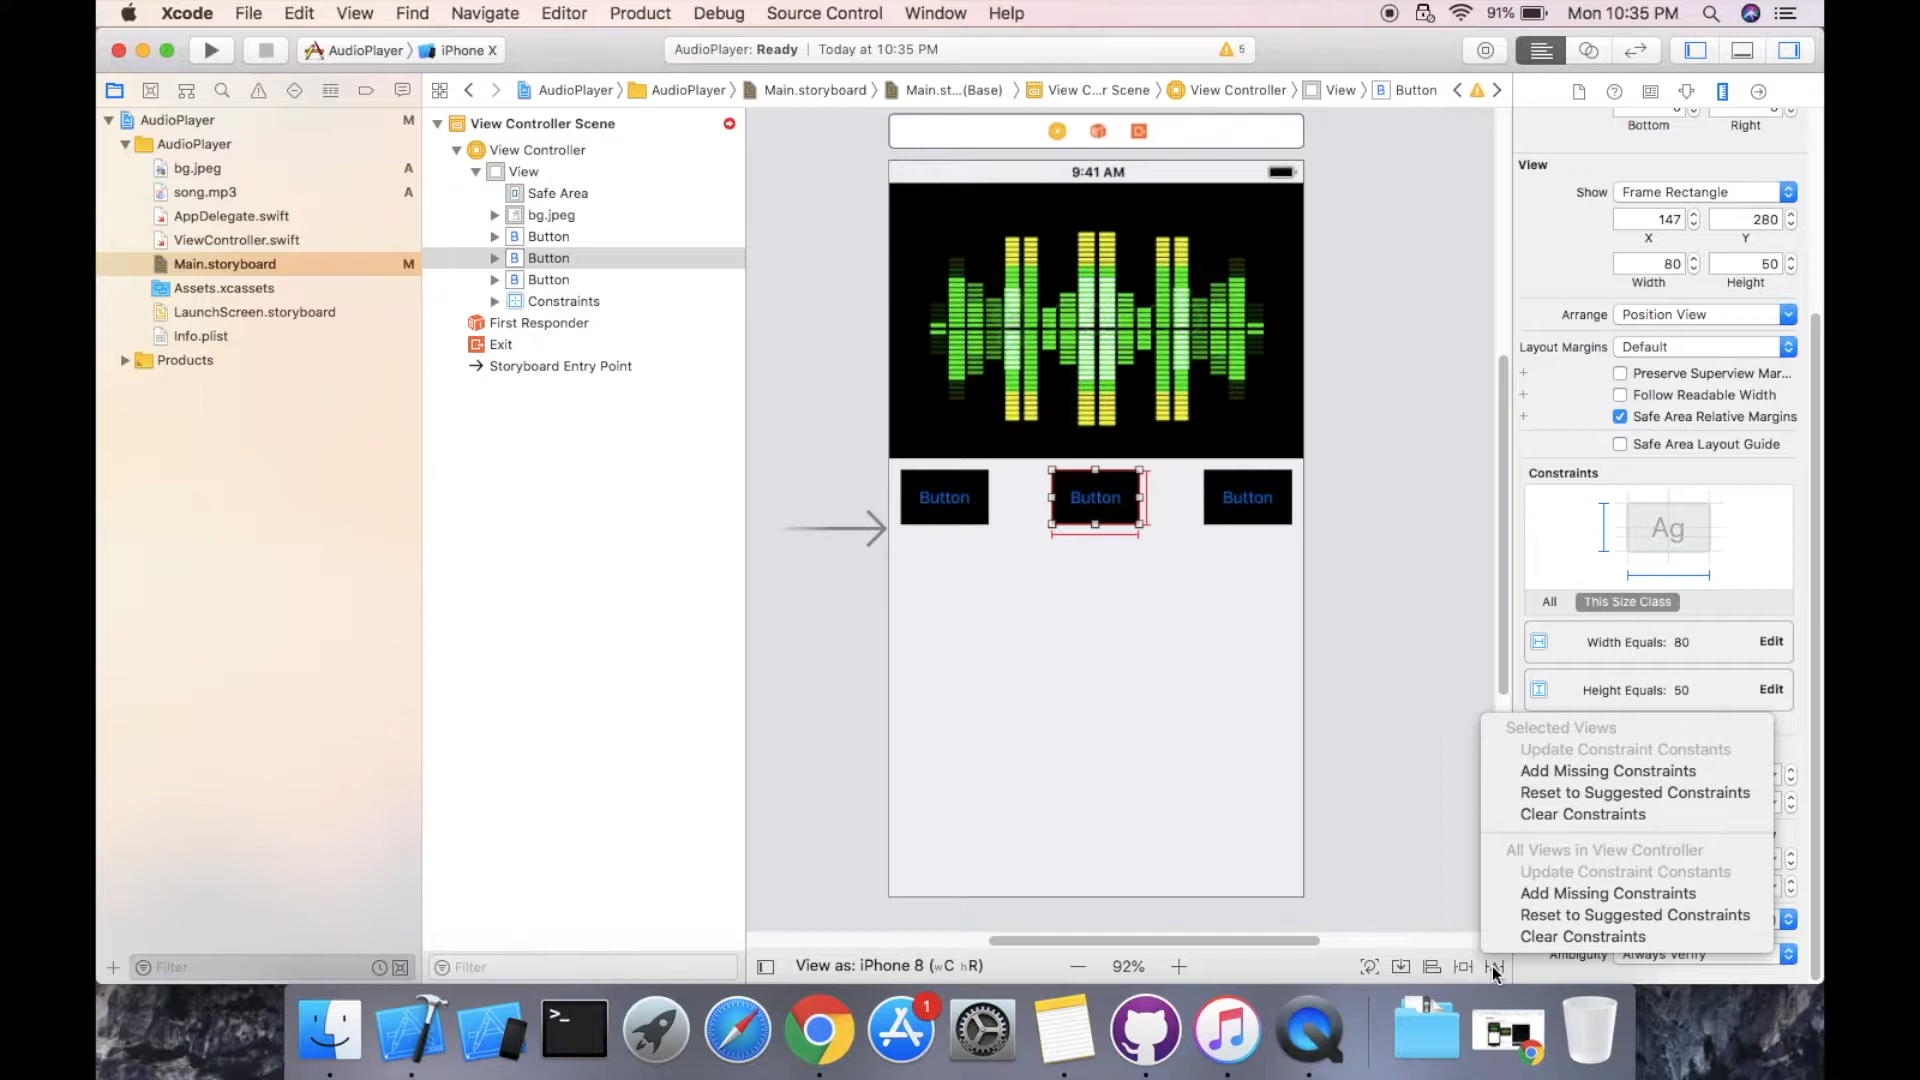 Xcode File Edit View Find Navigate Editor Product Debug Source Control Window Help 91% Mon 10:35 PM
AudioPlayer iPhone X AudioPlayer: Ready Today at 10:35 PM 5
AudioPlayer AudioPlayer Main.storyboard Main.st...(Base) View C...r Scene View Controller View B Button
AudioPlayer M
AudioPlayer
bg.jpeg A
song.mp3 A
AppDelegate.swift
ViewController.swift
Main.storyboard M
Assets.xcassets
LaunchScreen.storyboard
Info.plist
Products
Filter
View Controller Scene
View Controller
View
Safe Area
bg.jpeg
B Button
B Button
B Button
Constraints
First Responder
Exit
Storyboard Entry Point
Filter
9:41 AM
Button Button Button
View as: iPhone 8 (wC hR) 92%
Bottom Right
View
Show Frame Rectangle
147 280
X Y
80 50
Width Height
Arrange Position View
Layout Margins Default
Preserve Superview Mar...
Follow Readable Width
Safe Area Relative Margins
Safe Area Layout Guide
Constraints
Ag
All This Size Class
Width Equals: 80 Edit
Height Equals: 50 Edit
Selected Views
Update Constraint Constants
Add Missing Constraints
Reset to Suggested Constraints
Clear Constraints
All Views in View Controller
Update Constraint Constants
Add Missing Constraints
Reset to Suggested Constraints
Clear Constraints
Ambiguity Always Verify
>_
1